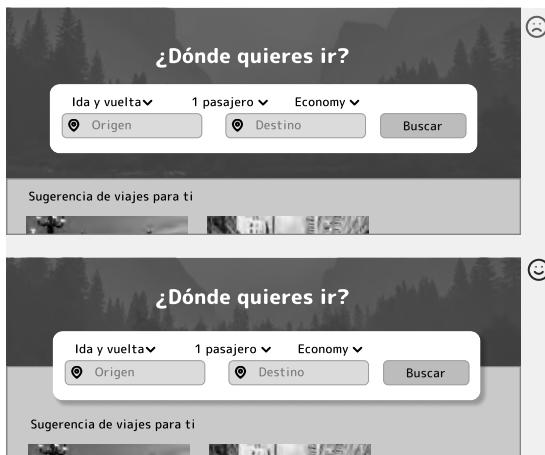 ¿Dónde quieres ir?
Ida y vuelta 1 pasajero Economy
Origen Destino Buscar
Sugerencia de viajes para ti
¿Dónde quieres ir?
Ida y vuelta 1 pasajero Economy
Origen Destino Buscar
Sugerencia de viajes para ti